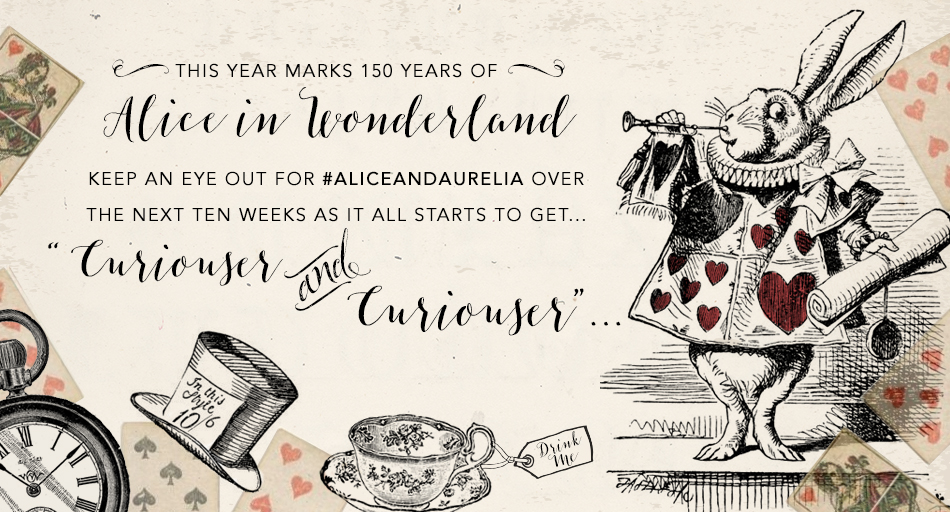 THIS YEAR MARKS 150 YEARS OF
Alice in Wonderland
KEEP AN EYE OUT FOR #ALICEANDAURELIA OVER
THE NEXT TEN WEEKS AS IT ALL STARTS TO GET...
“Curiouser and
Curiouser”...
In this
Style
10/6
Drink
Me